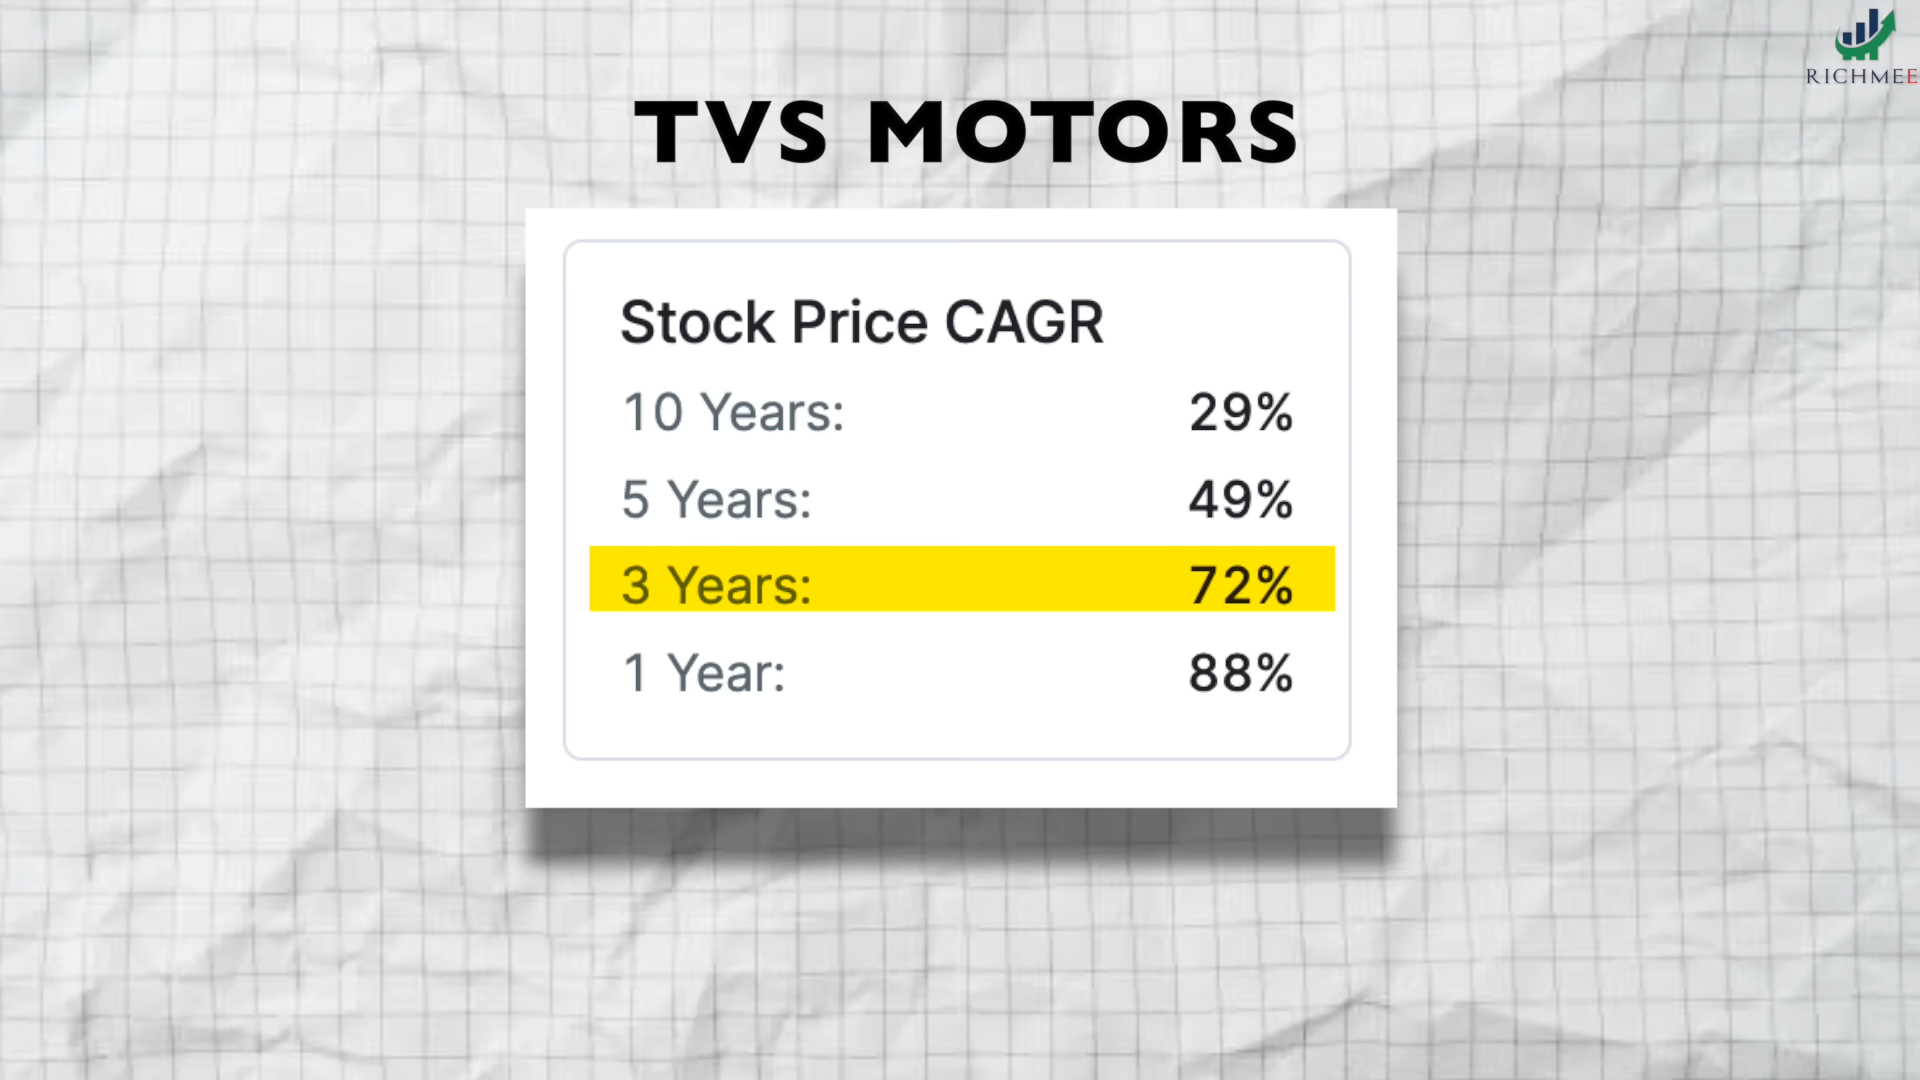 RICHMEE
TVS MOTORS
Stock Price CAGR
10 Years: 29%
5 Years: 49%
3 Years: 72%
1 Year: 88%